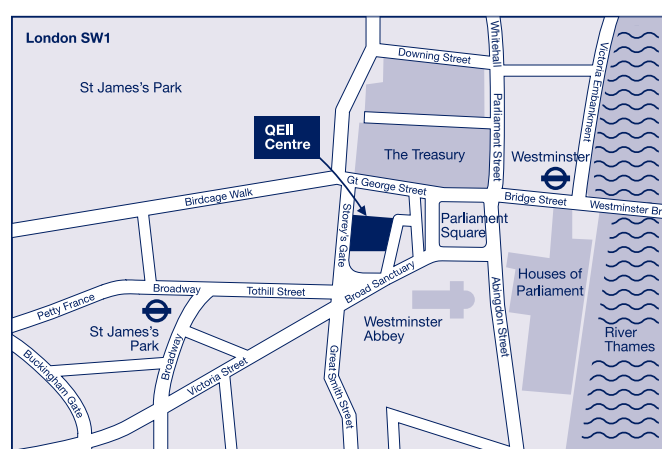 London SW1
Whitehall
Downing Street
Victoria Embankment
St James's Park
Parliament Street
QEII
Centre
The Treasury
Westminster
Gt George Street
Birdcage Walk
Bridge Street
Westminster Br
Storey's Gate
Parliament
Square
Broad Sanctuary
Houses of
Parliament
Abingdon Street
Broadway
Tothill Street
Petty France
St James's
Park
Westminster
Abbey
River
Thames
Broadway
Buckingham Gate
Victoria Street
Great Smith Street